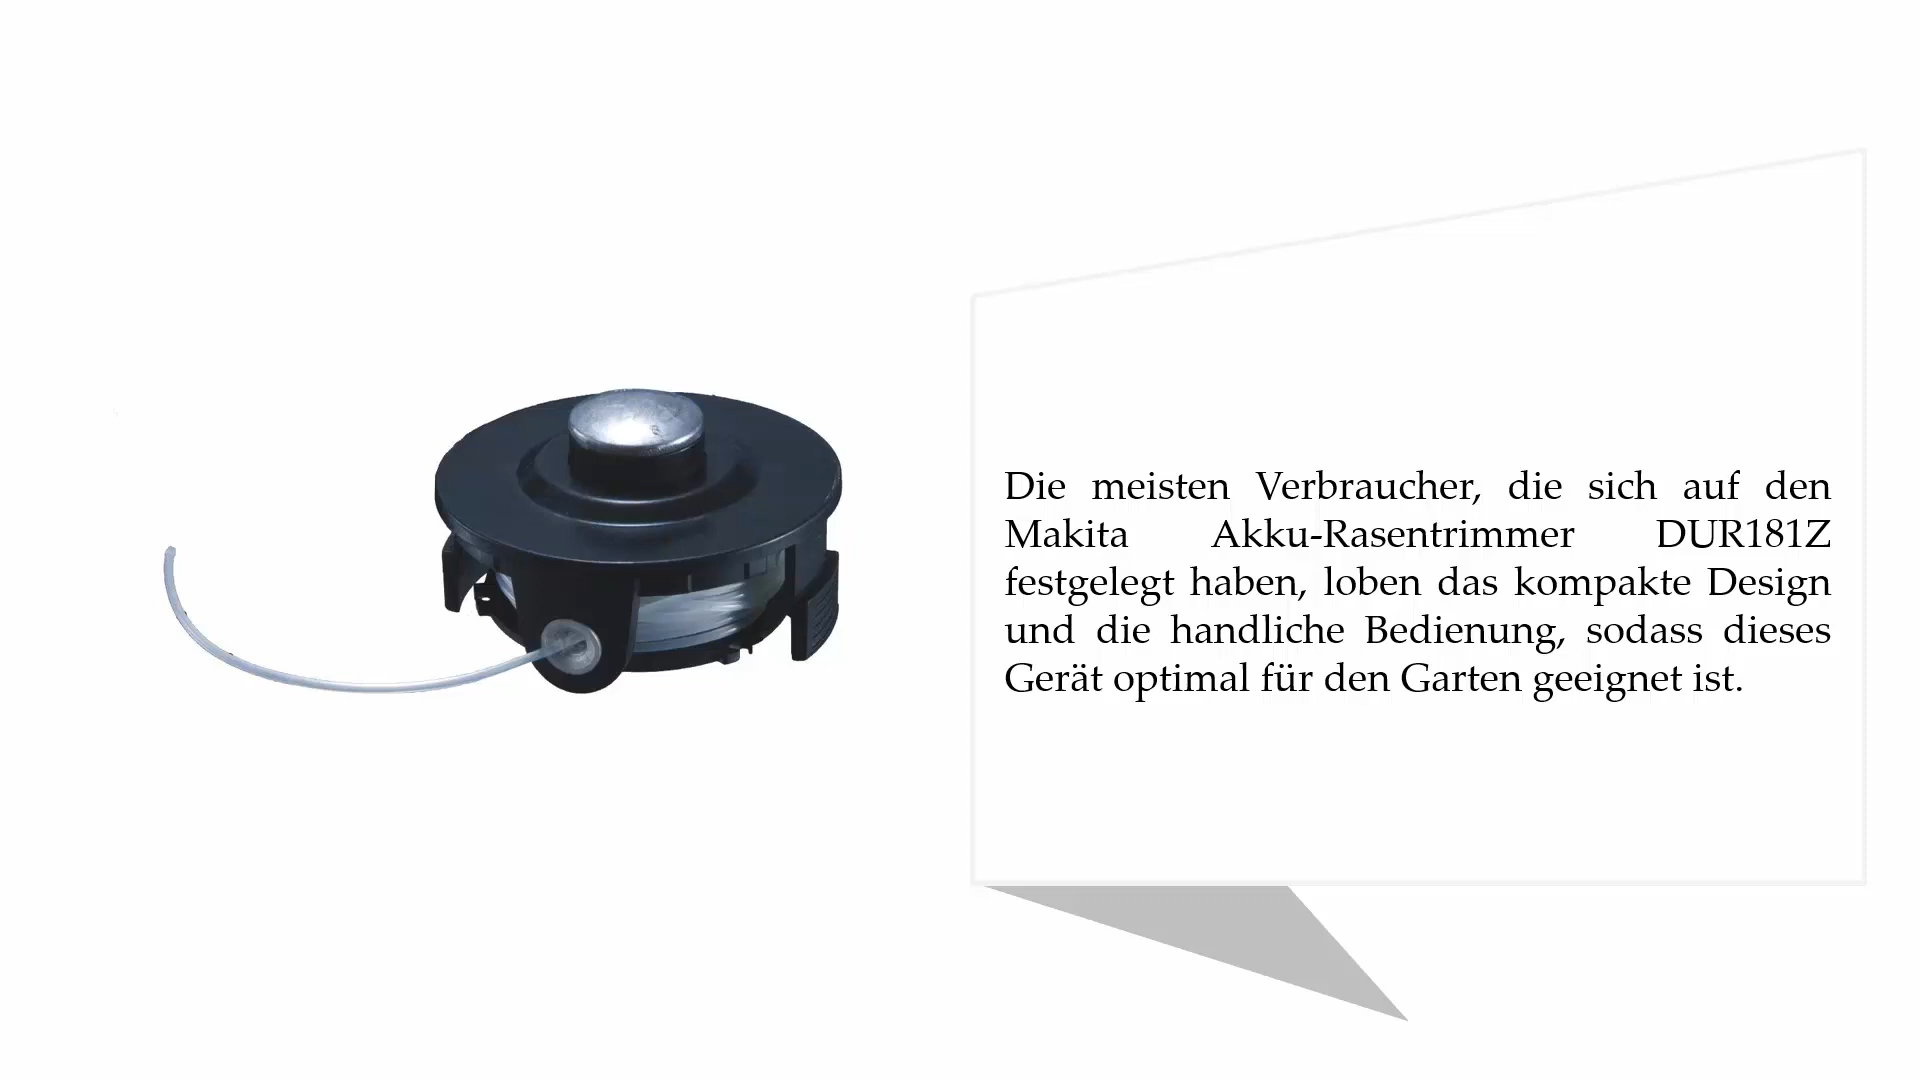 Die meisten Verbraucher, die sich auf den
Makita Akku-Rasentrimmer DUR181Z
festgelegt haben, loben das kompakte Design
und die handliche Bedienung, sodass dieses
Gerät optimal für den Garten geeignet ist.